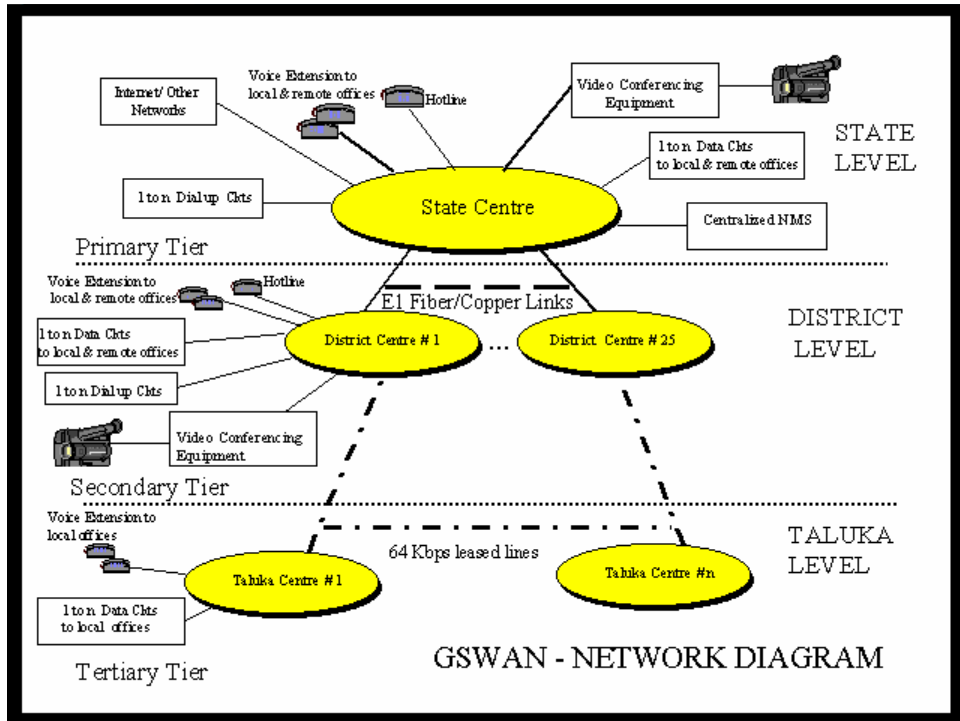 Voice Extension to
local & remote offices
Hotline
Internet/ Other
Networks
Video Conferencing
Equipment
STATE
LEVEL
1 to n Data Ckts
to local & remote offices
1 to n Dialup Ckts
State Centre
Centralized NMS
Primary Tier
Voice Extension to
local & remote offices
Hotline
E1 Fiber/Copper Links
DISTRICT
LEVEL
1 to n Data Ckts
to local & remote offices
District Centre # 1
...
District Centre # 25
1 to n Dialup Ckts
Video Conferencing
Equipment
Secondary Tier
Voice Extension to
local offices
64 Kbps leased lines
TALUKA
LEVEL
Taluka Centre #1
Taluka Centre #n
1 to n Data Ckts
to local offices
Tertiary Tier
GSWAN - NETWORK DIAGRAM